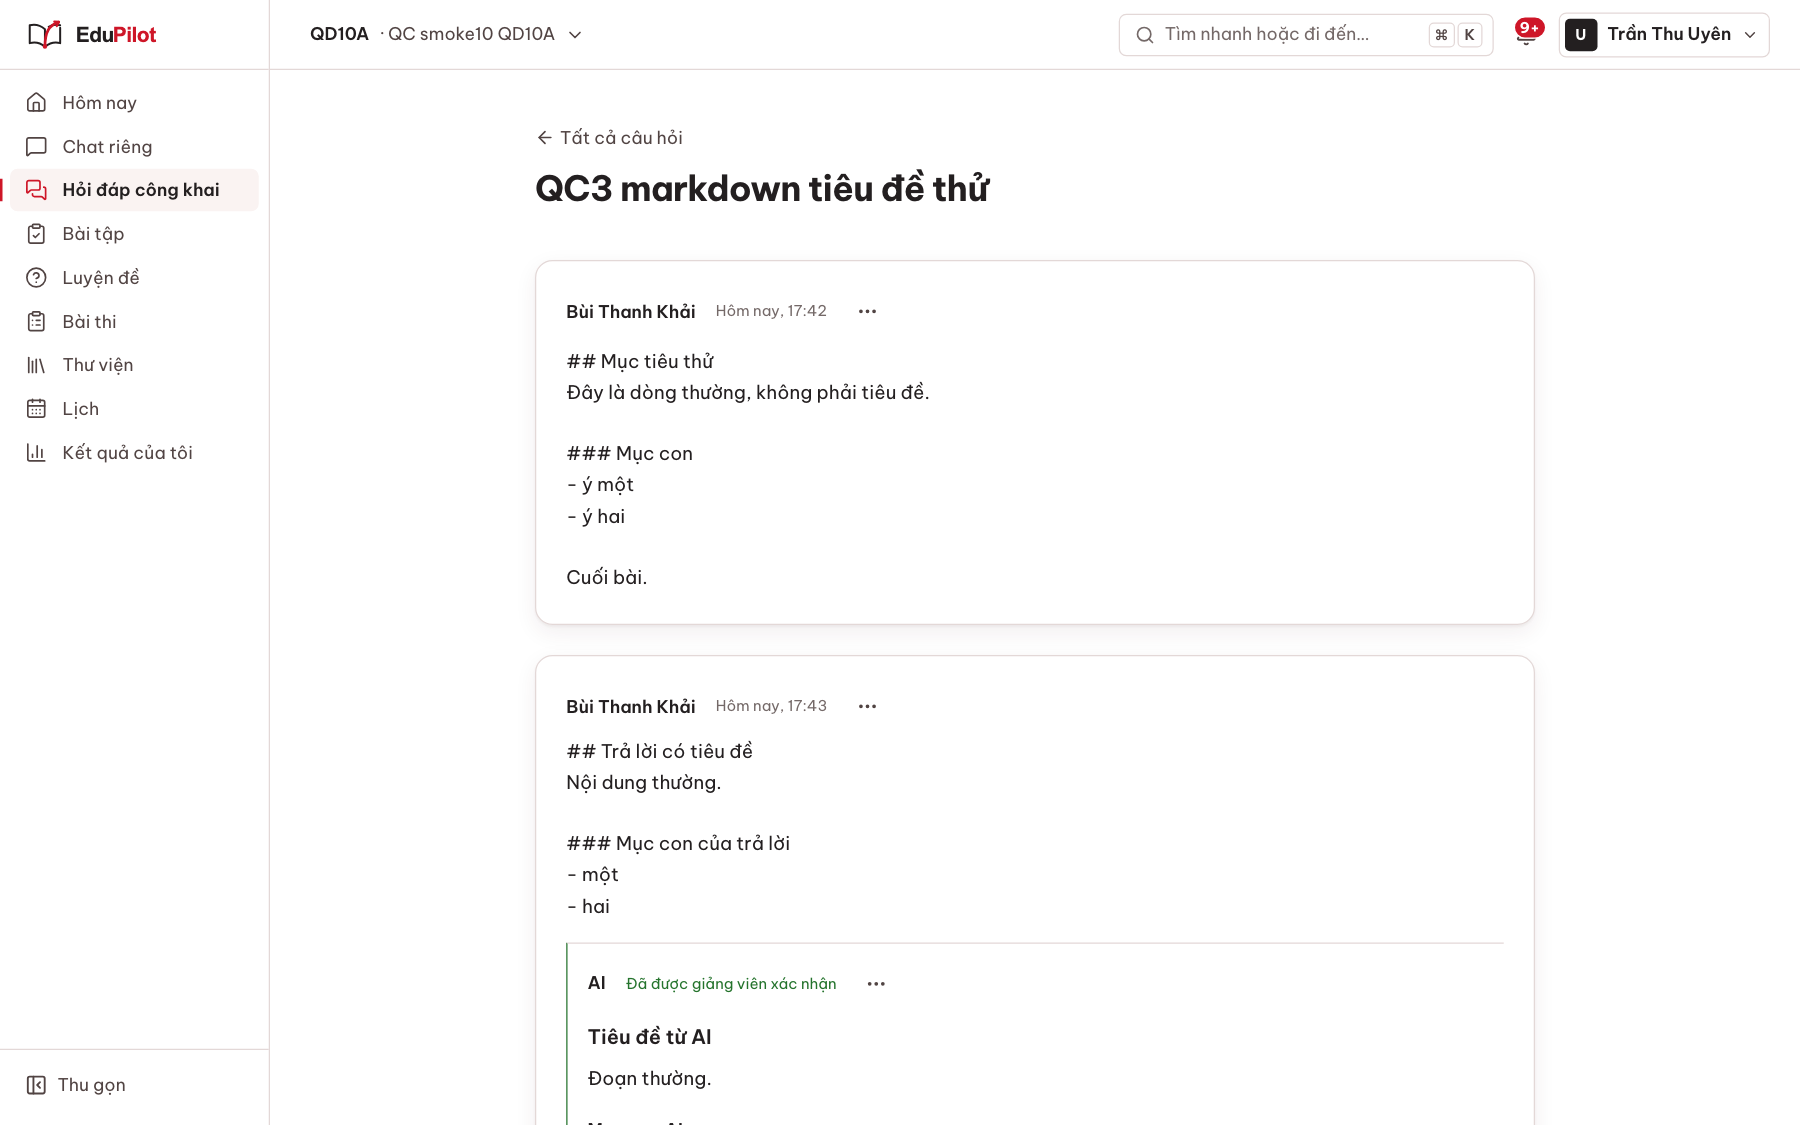 EduPilot
QD10A · QC smoke10 QD10A
Tìm nhanh hoặc đi đến... ⌘ K
9+
U Trần Thu Uyên
Hôm nay
Chat riêng
Hỏi đáp công khai
Bài tập
Luyện đề
Bài thi
Thư viện
Lịch
Kết quả của tôi
Thu gọn
← Tất cả câu hỏi
QC3 markdown tiêu đề thử
Bùi Thanh Khải Hôm nay, 17:42 ...
## Mục tiêu thử
Đây là dòng thường, không phải tiêu đề.
### Mục con
- ý một
- ý hai
Cuối bài.
Bùi Thanh Khải Hôm nay, 17:43 ...
## Trả lời có tiêu đề
Nội dung thường.
### Mục con của trả lời
- một
- hai
AI Đã được giảng viên xác nhận ...
Tiêu đề từ AI
Đoạn thường.